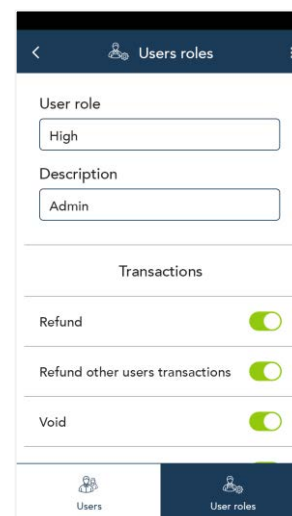 Users roles
User role
High
Description
Admin
Transactions
Refund
Refund other users transactions
Void
Users
User roles